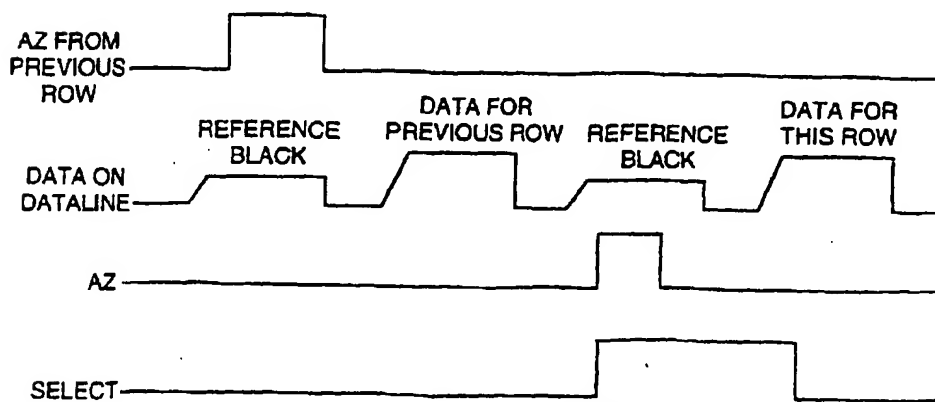 AZ FROM
PREVIOUS
ROW
REFERENCE
BLACK
DATA FOR
PREVIOUS ROW
REFERENCE
BLACK
DATA FOR
THIS ROW
DATA ON
DATALINE
AZ
SELECT